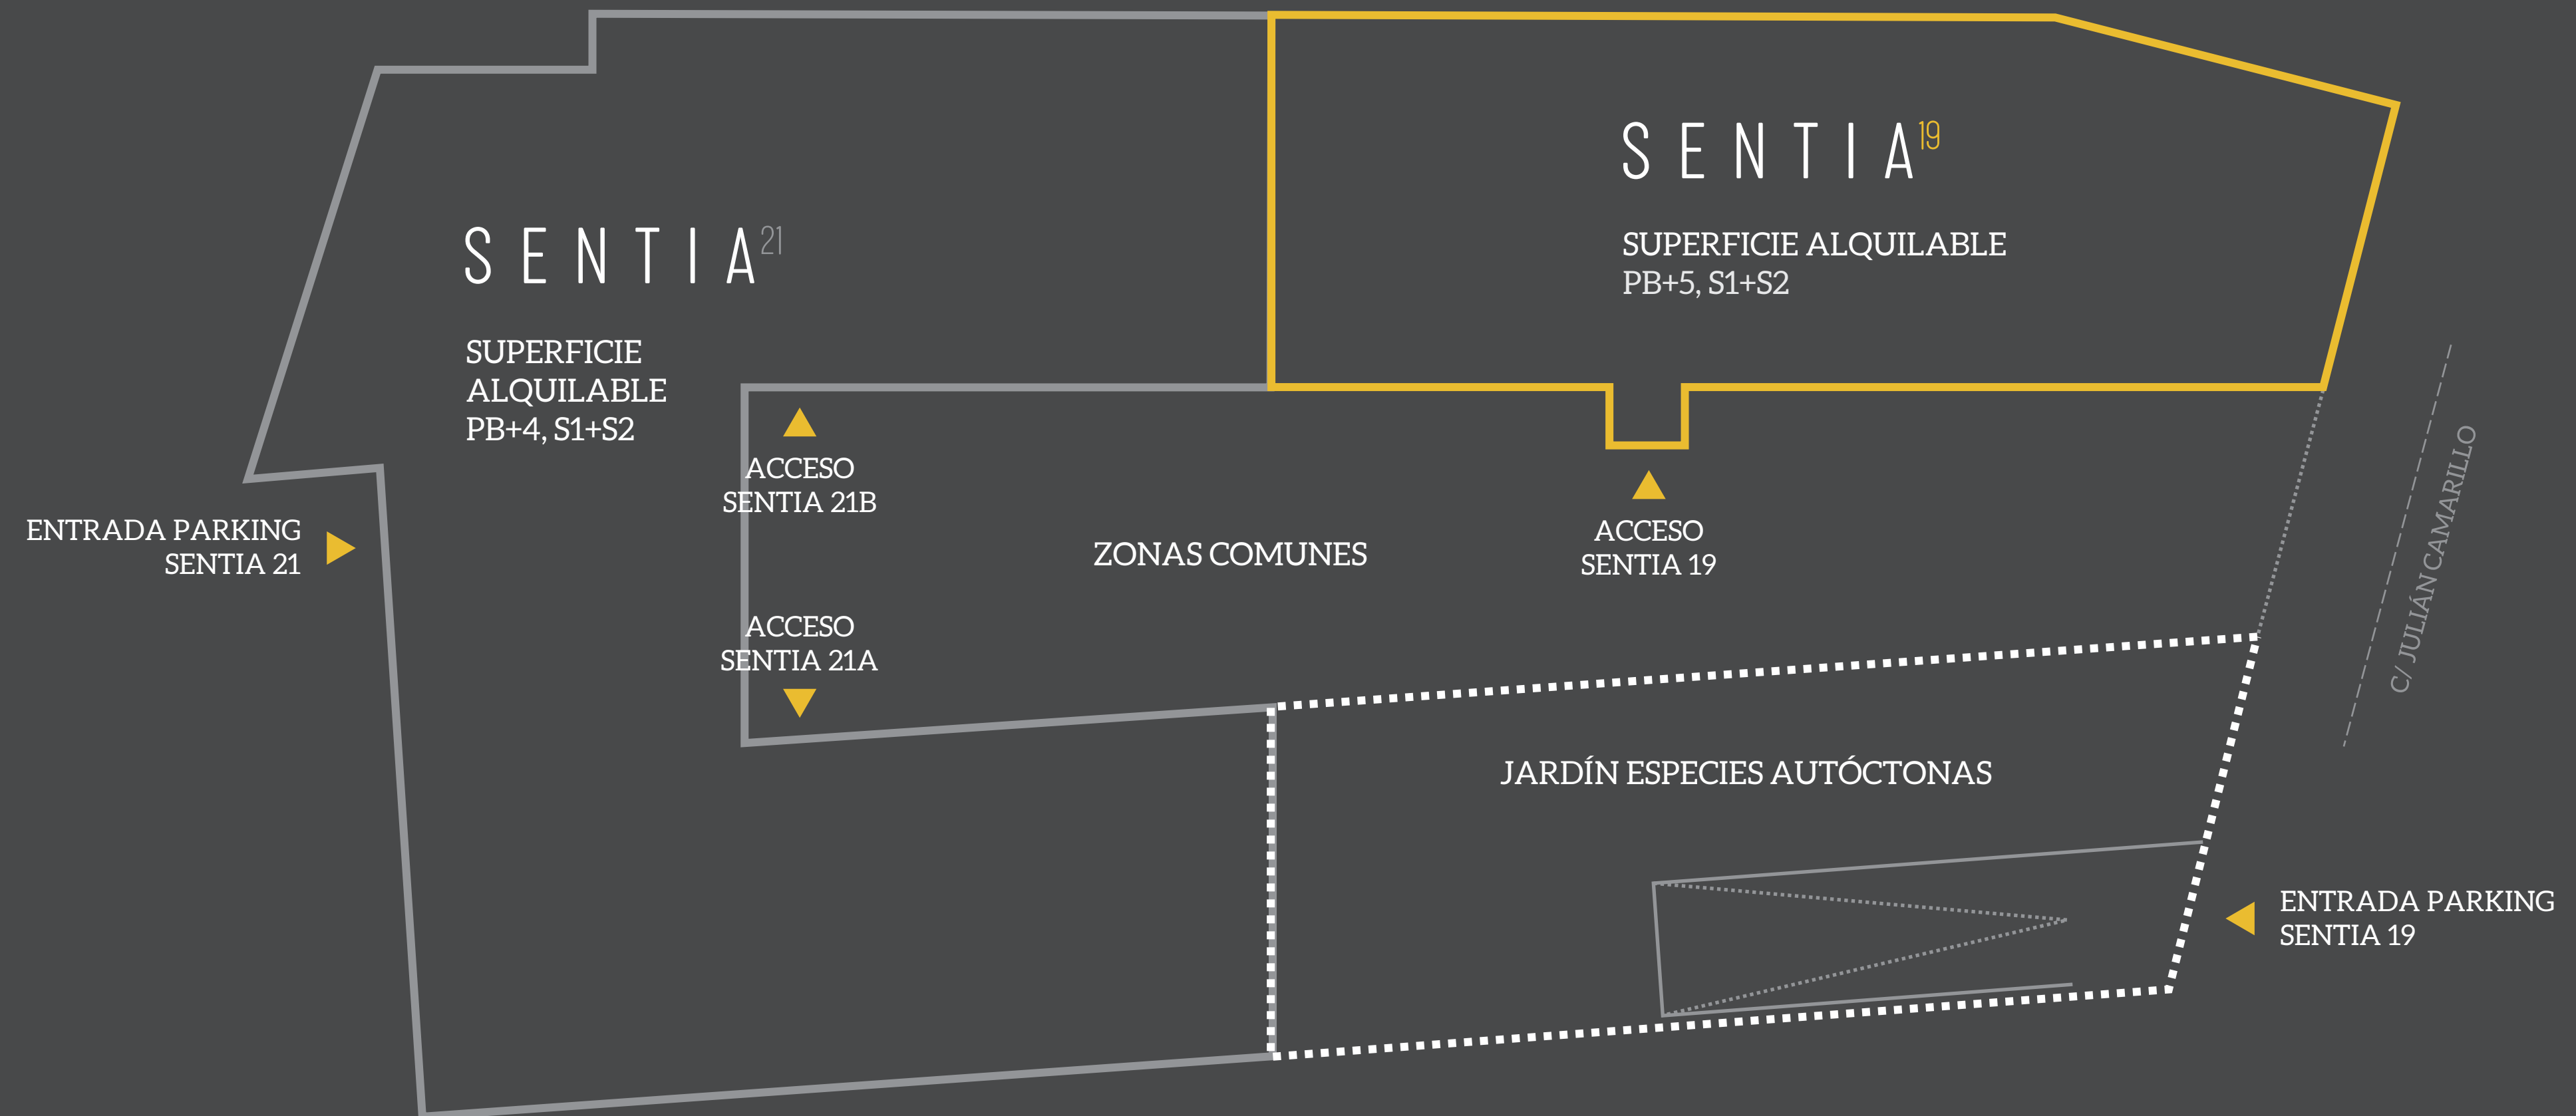 SENTIA 21
SUPERFICIE
ALQUILABLE
PB+4, S1+S2
SENTIA 19
SUPERFICIE ALQUILABLE
PB+5, S1+S2
ACCESO
SENTIA 21B
ENTRADA PARKING
SENTIA 21
ZONAS COMUNES
ACCESO
SENTIA 19
C/ JULIÁN CAMARILLO
ACCESO
SENTIA 21A
JARDÍN ESPECIES AUTÓCTONAS
ENTRADA PARKING
SENTIA 19